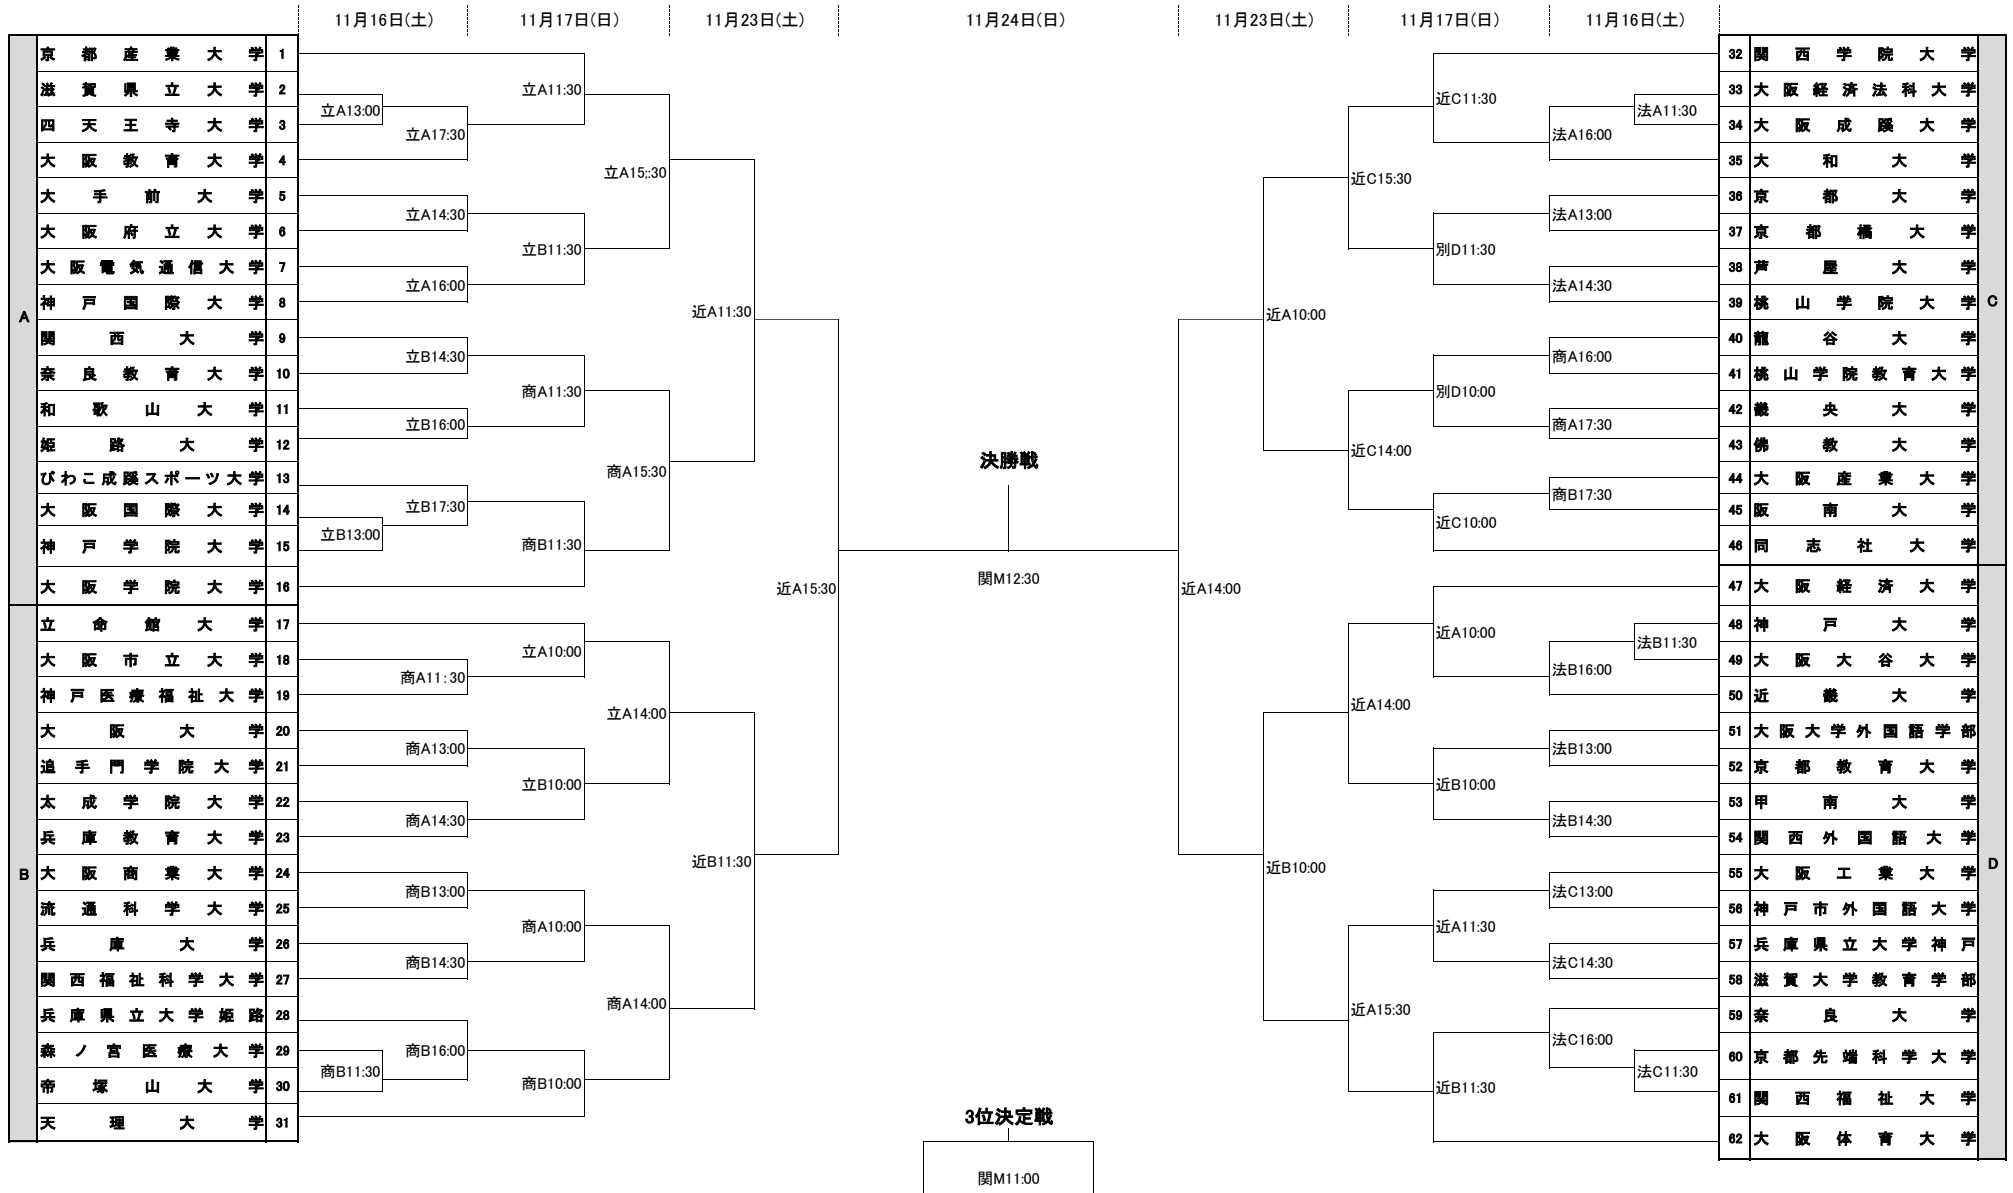 11月16日(土) 11月17日(日) 11月23日(土) 11月24日(日) 11月23日(土) 11月17日(日) 11月16日(土)
A
京都産業大学 1
滋賀県立大学 2
四天王寺大学 3
大阪教育大学 4
大手前大学 5
大阪府立大学 6
大阪電気通信大学 7
神戸国際大学 8
関西大学 9
奈良教育大学 10
和歌山大学 11
姫路大学 12
びわこ成蹊スポーツ大学 13
大阪国際大学 14
神戸学院大学 15
大阪学院大学 16
B
立命館大学 17
大阪市立大学 18
神戸医療福祉大学 19
大阪大学 20
追手門学院大学 21
太成学院大学 22
兵庫教育大学 23
大阪商業大学 24
流通科学大学 25
兵庫大学 26
関西福祉科学大学 27
兵庫県立大学姫路 28
森ノ宮医療大学 29
帝塚山大学 30
天理大学 31
立A13:00
立B13:00
商B11:30
立A17:30
立A14:30
立A16:00
立B14:30
立B16:00
立B17:30
商A11:30
商A13:00
商A14:30
商B13:00
商B14:30
商B16:00
立A11:30
立B11:30
商A11:30
商B11:30
立A10:00
立B10:00
商A10:00
商B10:00
立A15;:30
商A15:30
立A14:00
商A14:00
近A11:30
近B11:30
近A15:30
決勝戦
関M12:30
3位決定戦
関M11:00
近A14:00
近A10:00
近B10:00
近C15:30
近C14:00
近A14:00
近A15:30
近C11:30
別D11:30
別D10:00
近C10:00
近A10:00
近B10:00
近A11:30
近B11:30
法A16:00
法A13:00
法A14:30
商A16:00
商A17:30
商B17:30
法B16:00
法B13:00
法B14:30
法C13:00
法C14:30
法C16:00
法A11:30
法B11:30
法C11:30
32 関西学院大学
33 大阪経済法科大学
34 大阪成蹊大学
35 大和大学
36 京都大学
37 京都橘大学
38 芦屋大学
39 桃山学院大学
40 龍谷大学
41 桃山学院教育大学
42 畿央大学
43 佛教大学
44 大阪産業大学
45 阪南大学
46 同志社大学
C
47 大阪経済大学
48 神戸大学
49 大阪大谷大学
50 近畿大学
51 大阪大学外国語学部
52 京都教育大学
53 甲南大学
54 関西外国語大学
55 大阪工業大学
56 神戸市外国語大学
57 兵庫県立大学神戸
58 滋賀大学教育学部
59 奈良大学
60 京都先端科学大学
61 関西福祉大学
62 大阪体育大学
D